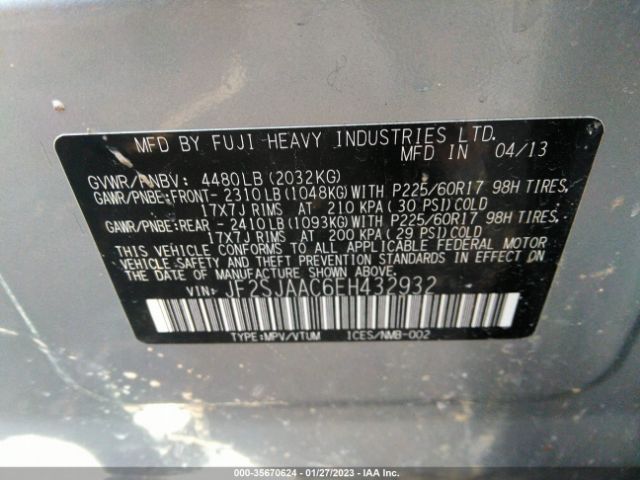 MFD BY FUJI HEAVY INDUSTRIES LTD.
MFD IN 04/13
GVWR/PNBV: 4480LB(2032KG)
GAWR/PNBE:FRONT- 2310LB(1048KG)WITH P225/60R17 98H TIRES,
17X7J RIMS AT 210 KPA(30 PSI)COLD
GAWR/PNBE:REAR - 2410LB(1093KG)WITH P225/60R17 98H TIRES,
17X7J RIMS AT 200 KPA(29 PSI)COLD
THIS VEHICLE CONFORMS TO ALL APPLICABLE FEDERAL MOTOR
VEHICLE SAFETY AND THEFT PREVENTION STANDARDS IN EFFECT ON
THE DATE OF MANUFACTURE SHOWN ABOVE.
VIN: JF2SJAAC6EH432932
TYPE:MPV/VTUM ICES/NMB-002
000-35670624 - 01/27/2023 - IAA Inc.